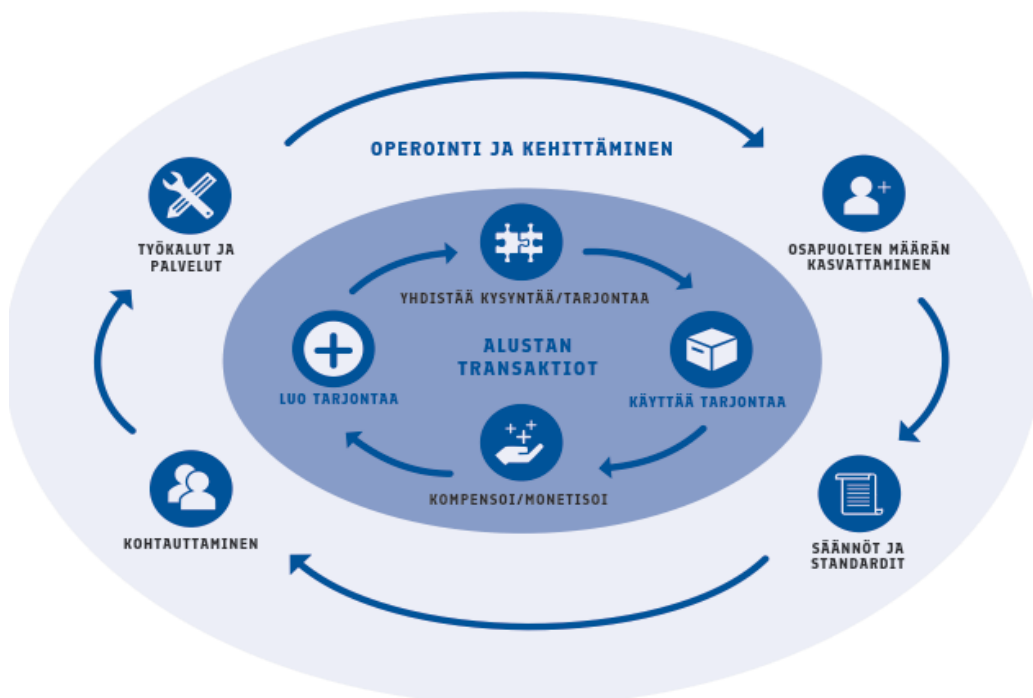 OPEROINTI JA KEHITTÄMINEN
TYÖKALUT JA
PALVELUT
OSAPUOLTEN MÄÄRÄN
KASVATTAMINEN
YHDISTÄÄ KYSYNTÄÄ/TARJONTAA
ALUSTAN
TRANSAKTIOT
LUO TARJONTAA
KÄYTTÄÄ TARJONTAA
KOMPENSOI/MONETISOI
KOHTAUTTAMINEN
SÄÄNNÖT JA
STANDARDIT